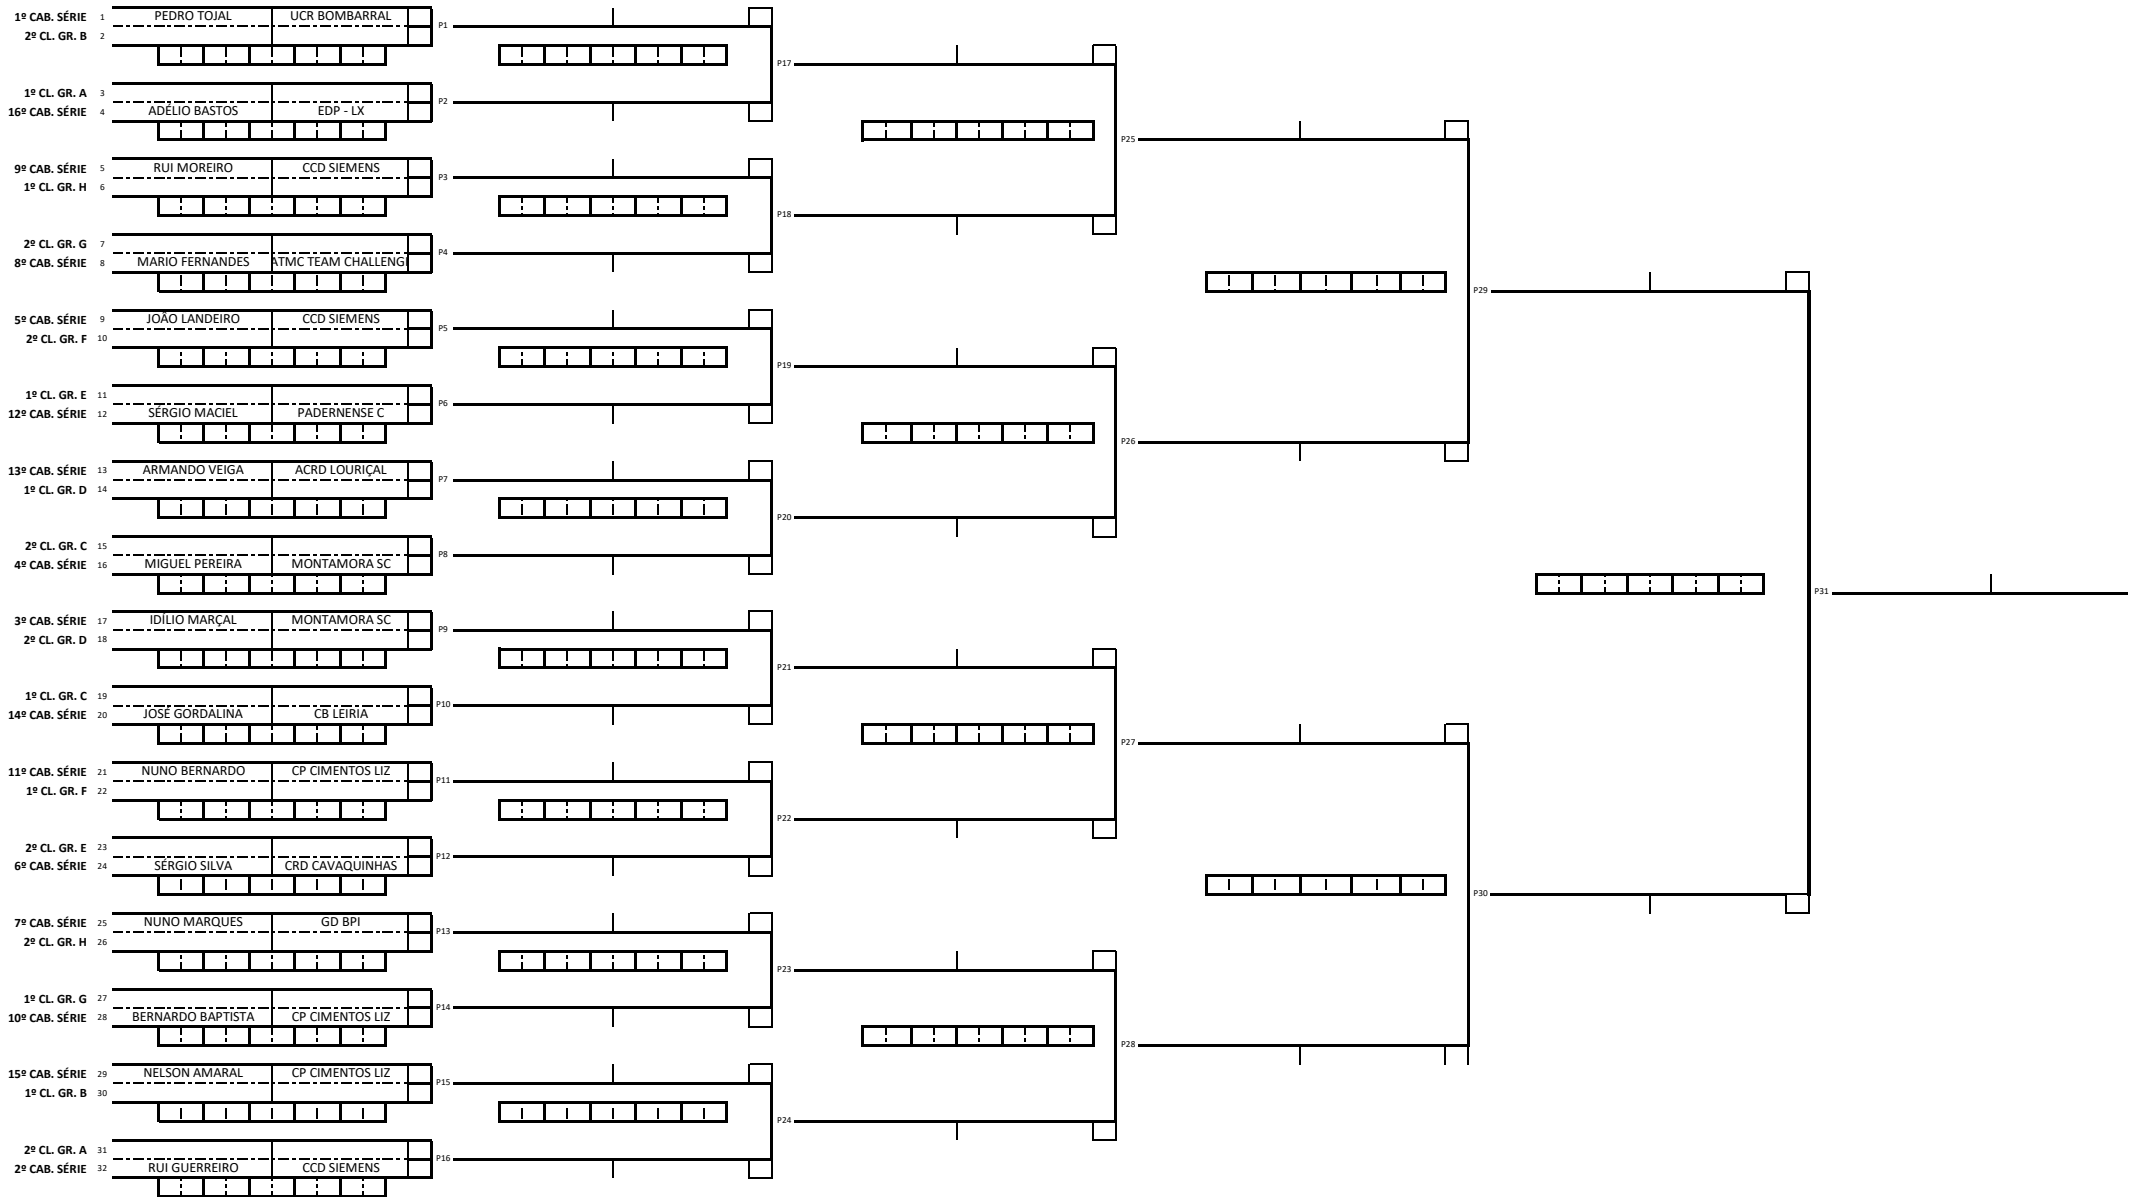 1º CAB. SÉRIE 1 PEDRO TOJAL UCR BOMBARRAL
P1
2º CL. GR. B 2
P17
1º CL. GR. A 3
P2
16º CAB. SÉRIE 4 ADÉLIO BASTOS EDP - LX
P25
9º CAB. SÉRIE 5 RUI MOREIRO CCD SIEMENS
P3
1º CL. GR. H 6
P18
2º CL. GR. G 7
P4
8º CAB. SÉRIE 8 MARIO FERNANDES ATMC TEAM CHALLENG
P29
5º CAB. SÉRIE 9 JOÃO LANDEIRO CCD SIEMENS
P5
2º CL. GR. F 10
P19
1º CL. GR. E 11
P6
12º CAB. SÉRIE 12 SÉRGIO MACIEL PADERNENSE C
P26
13º CAB. SÉRIE 13 ARMANDO VEIGA ACRD LOURIÇAL
P7
1º CL. GR. D 14
P20
2º CL. GR. C 15
P8
4º CAB. SÉRIE 16 MIGUEL PEREIRA MONTAMORA SC
P31
3º CAB. SÉRIE 17 IDÍLIO MARÇAL MONTAMORA SC
P9
2º CL. GR. D 18
P21
1º CL. GR. C 19
P10
14º CAB. SÉRIE 20 JOSÉ GORDALINA CB LEIRIA
P27
11º CAB. SÉRIE 21 NUNO BERNARDO CP CIMENTOS LIZ
P11
1º CL. GR. F 22
P22
2º CL. GR. E 23
P12
6º CAB. SÉRIE 24 SÉRGIO SILVA CRD CAVAQUINHAS
P30
7º CAB. SÉRIE 25 NUNO MARQUES GD BPI
P13
2º CL. GR. H 26
P23
1º CL. GR. G 27
P14
10º CAB. SÉRIE 28 BERNARDO BAPTISTA CP CIMENTOS LIZ
P28
15º CAB. SÉRIE 29 NELSON AMARAL CP CIMENTOS LIZ
P15
1º CL. GR. B 30
P24
2º CL. GR. A 31
P16
2º CAB. SÉRIE 32 RUI GUERREIRO CCD SIEMENS